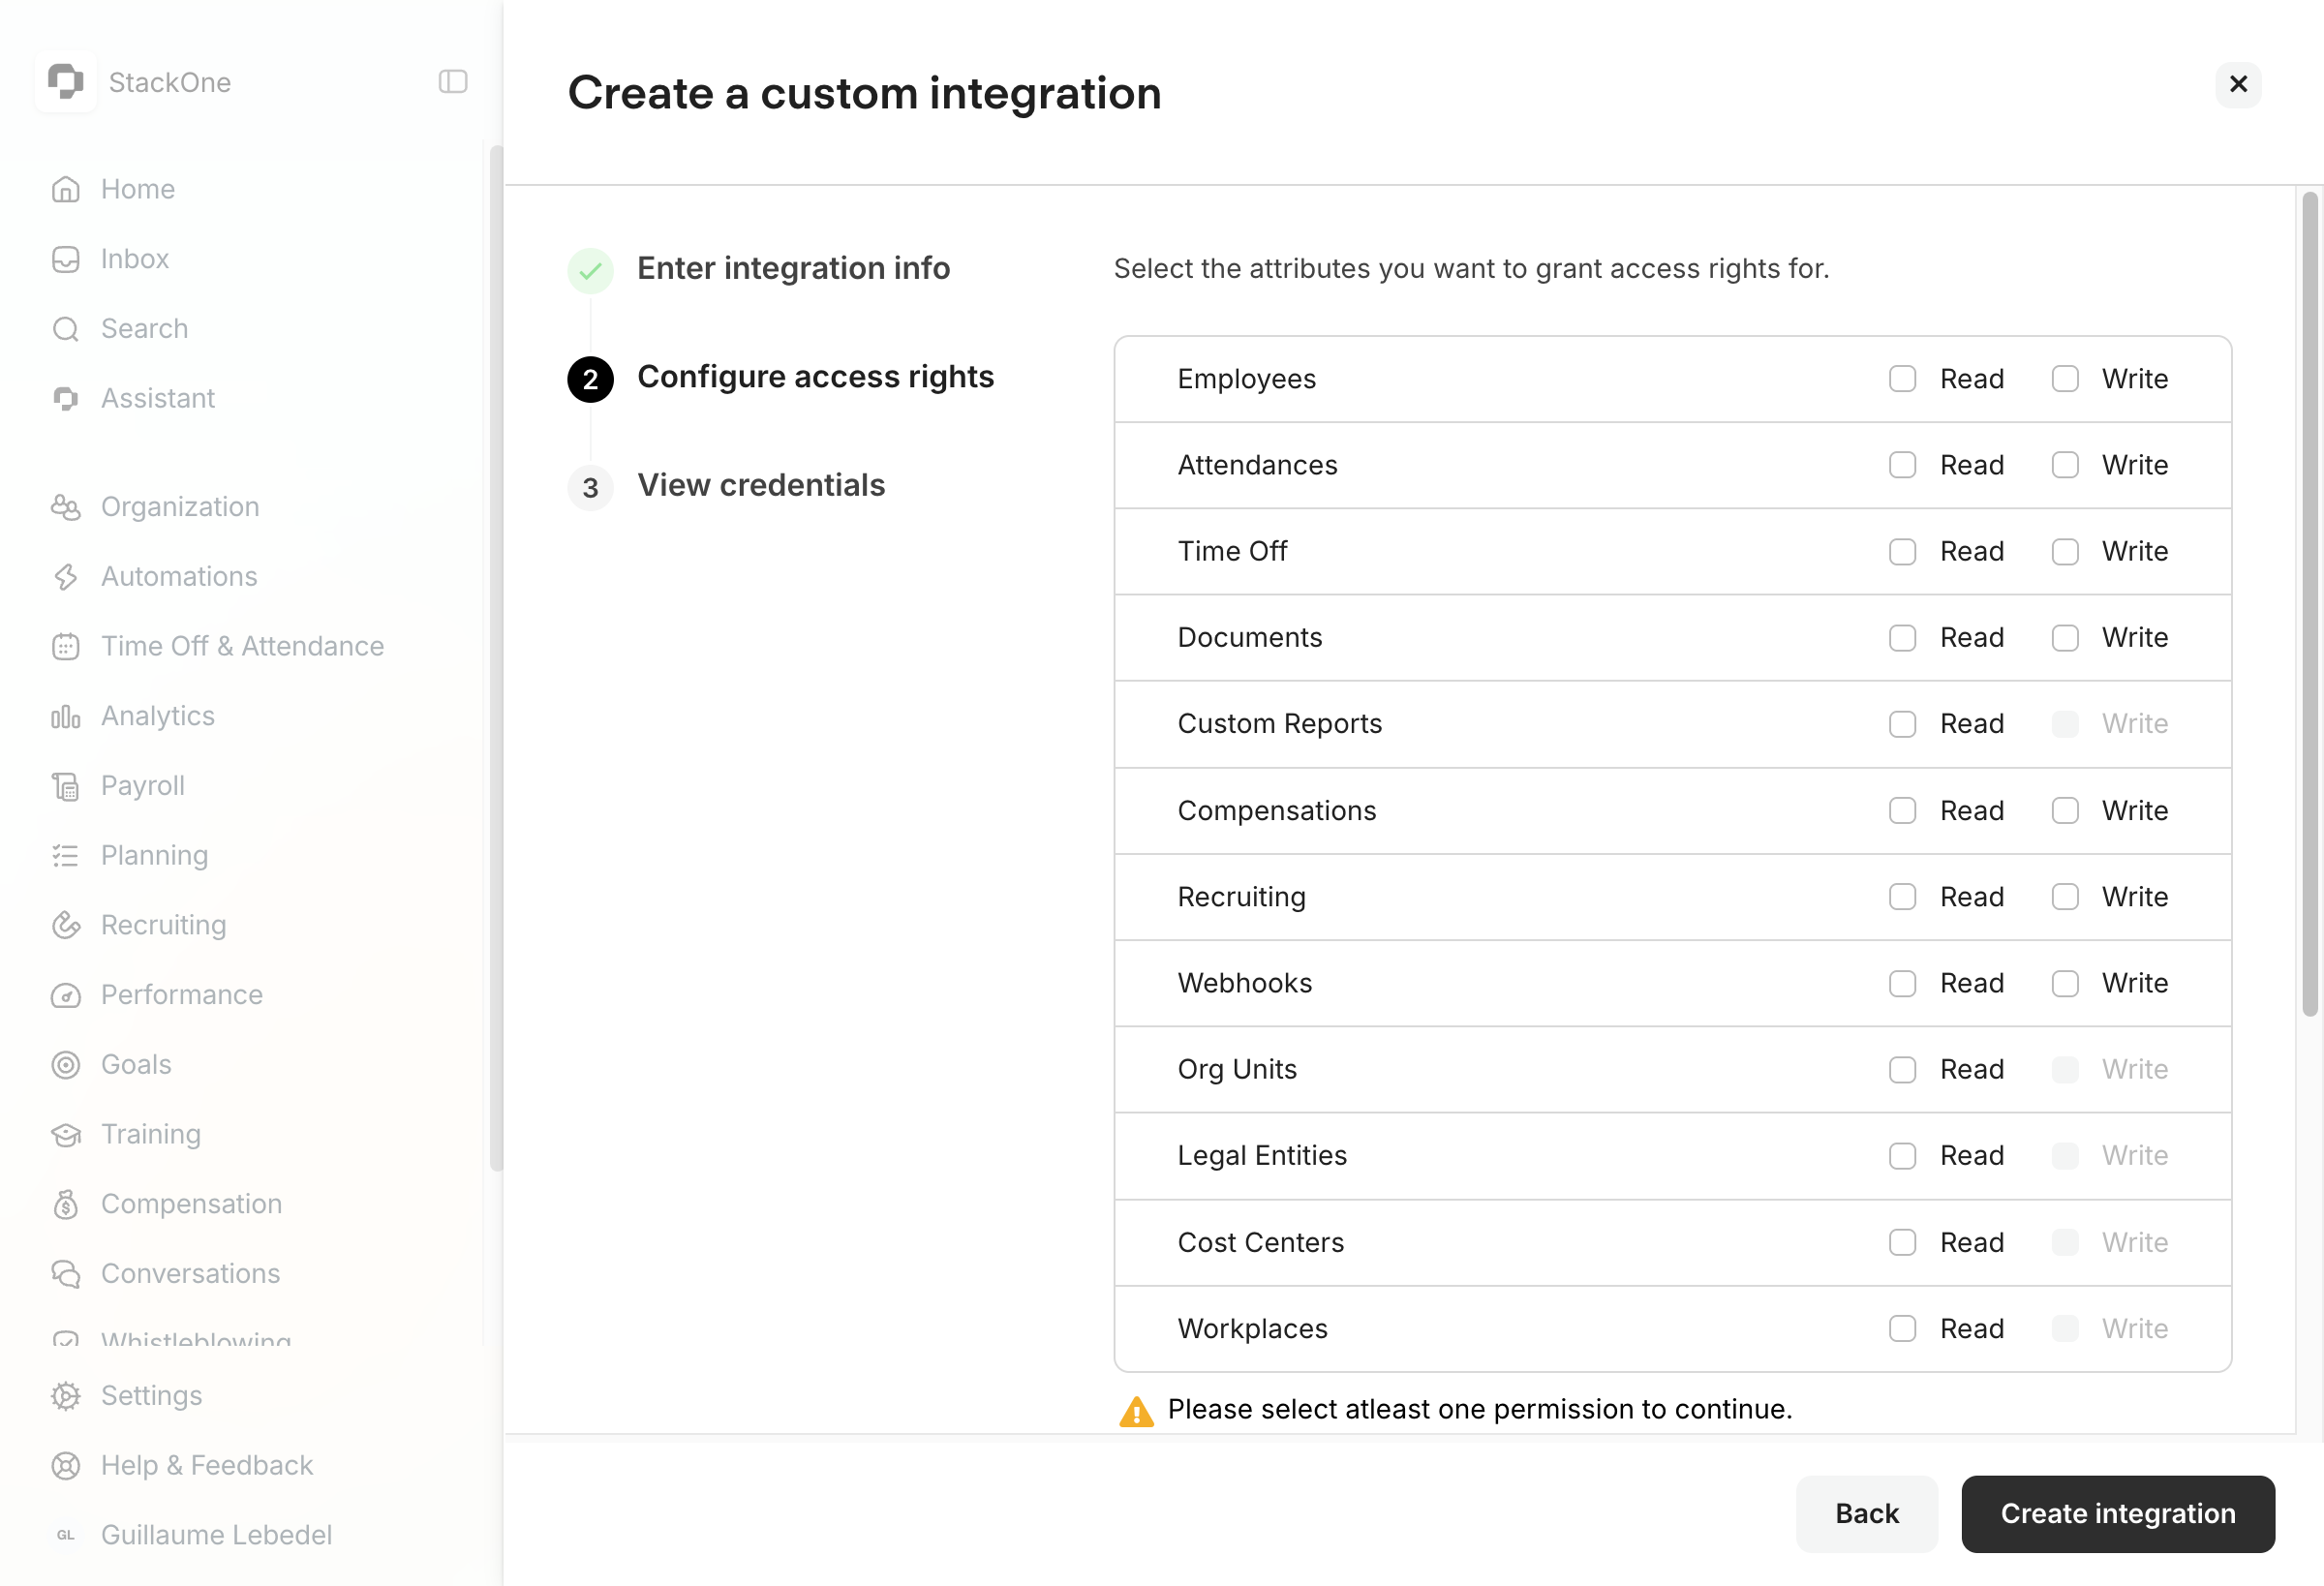 StackOne
Home
Inbox
Search
Assistant
Organization
Automations
Time Off & Attendance
Analytics
Payroll
Planning
Recruiting
Performance
Goals
Training
Compensation
Conversations
Whistleblowing
Settings
Help & Feedback
GL Guillaume Lebedel
Create a custom integration
Enter integration info
2 Configure access rights
3 View credentials
Select the attributes you want to grant access rights for.
Employees Read Write
Attendances Read Write
Time Off Read Write
Documents Read Write
Custom Reports Read Write
Compensations Read Write
Recruiting Read Write
Webhooks Read Write
Org Units Read Write
Legal Entities Read Write
Cost Centers Read Write
Workplaces Read Write
Please select atleast one permission to continue.
Back Create integration